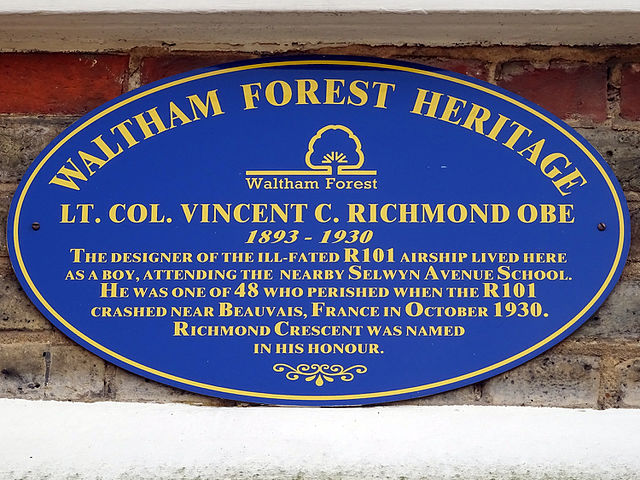 WALTHAM FOREST HERITAGE
Waltham Forest
LT. COL. VINCENT C. RICHMOND OBE
1893 - 1930
THE DESIGNER OF THE ILL-FATED R101 AIRSHIP LIVED HERE
AS A BOY, ATTENDING THE NEARBY SELWYN AVENUE SCHOOL.
HE WAS ONE OF 48 WHO PERISHED WHEN THE R101
CRASHED NEAR BEAUVAIS, FRANCE IN OCTOBER 1930.
RICHMOND CRESCENT WAS NAMED
IN HIS HONOUR.